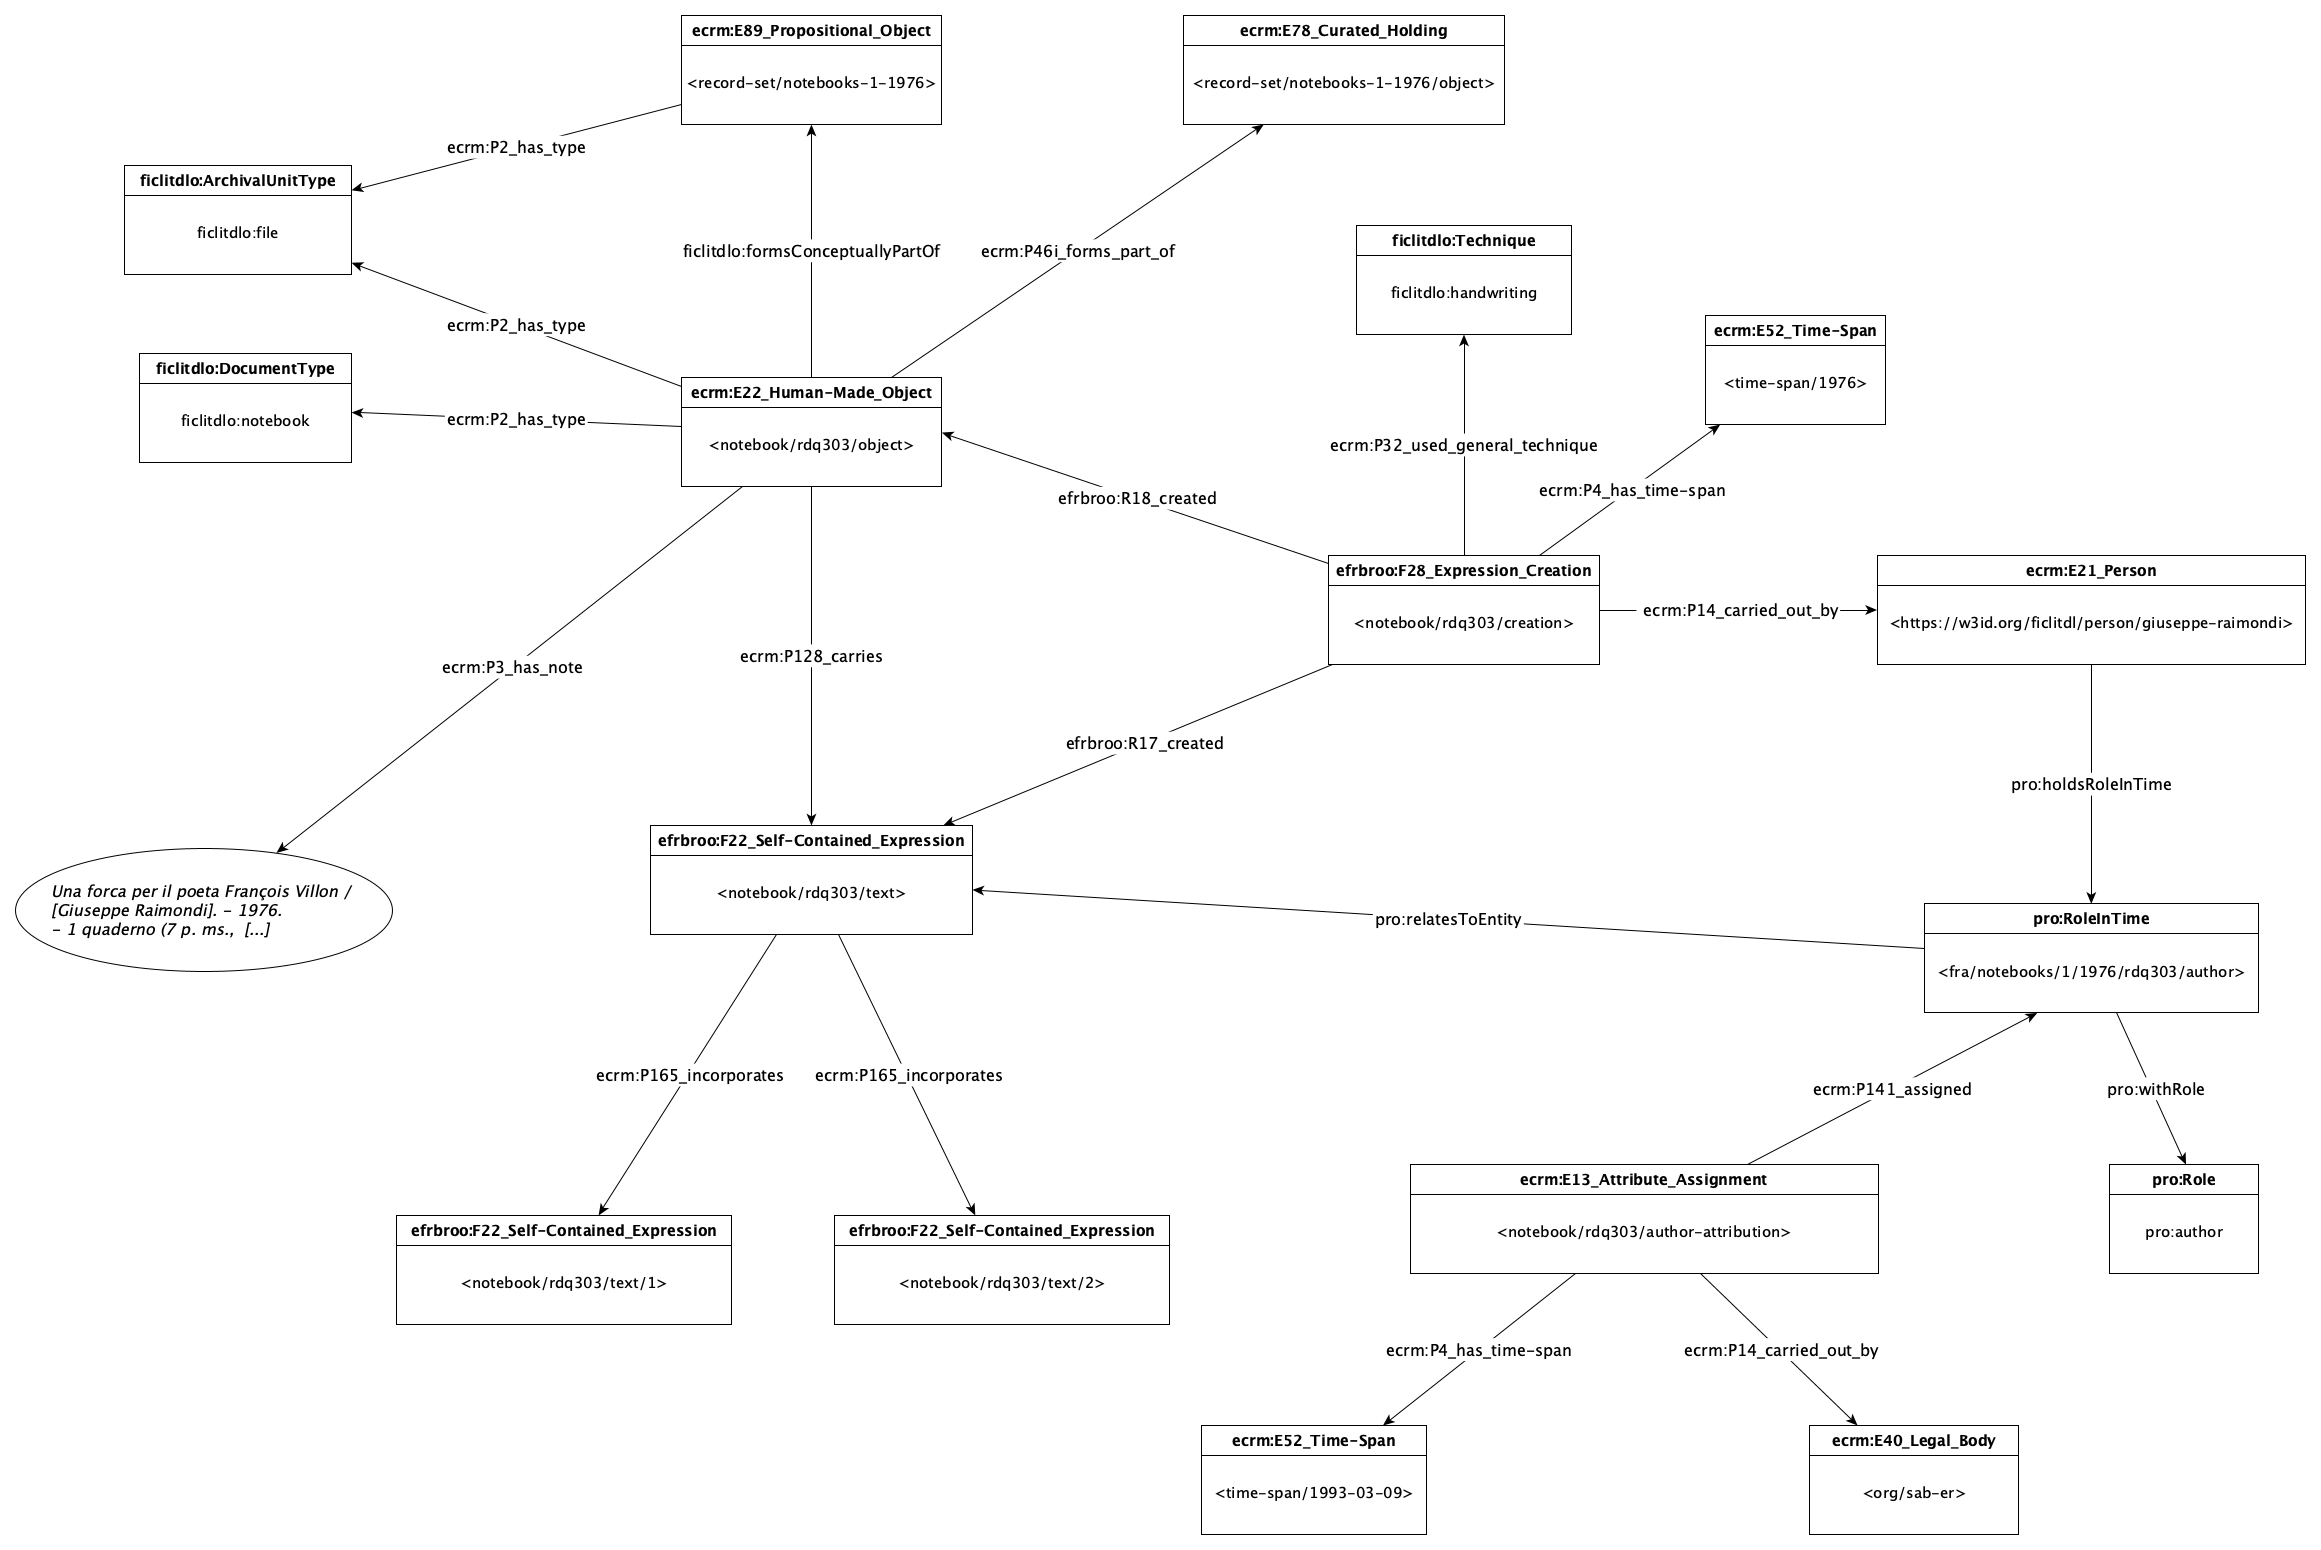 ecrm:E89_Propositional_Object
<record-set/notebooks-1-1976>
ecrm:E78_Curated_Holding
<record-set/notebooks-1-1976/object>
ecrm:P2_has_type
ficlitdlo:ArchivalUnitType
ficlitdlo:file
ficlitdlo:formsConceptuallyPartOf
ecrm:P46i_forms_part_of
ficlitdlo:Technique
ficlitdlo:handwriting
ecrm:P2_has_type
ecrm:E52_Time-Span
<time-span/1976>
ficlitdlo:DocumentType
ficlitdlo:notebook
ecrm:P2_has_type
ecrm:E22_Human-Made_Object
<notebook/rdq303/object>
ecrm:P32_used_general_technique
ecrm:P4_has_time-span
efrbroo:R18_created
efrbroo:F28_Expression_Creation
<notebook/rdq303/creation>
ecrm:P14_carried_out_by
ecrm:E21_Person
<https://w3id.org/ficlitdl/person/giuseppe-raimondi>
ecrm:P3_has_note
ecrm:P128_carries
efrbroo:R17_created
pro:holdsRoleInTime
efrbroo:F22_Self-Contained_Expression
<notebook/rdq303/text>
Una forca per il poeta François Villon /
[Giuseppe Raimondi]. - 1976.
- 1 quaderno (7 p. ms.,  [...]
pro:relatesToEntity
pro:RoleInTime
<fra/notebooks/1/1976/rdq303/author>
ecrm:P165_incorporates
ecrm:P165_incorporates
ecrm:P141_assigned
pro:withRole
ecrm:E13_Attribute_Assignment
<notebook/rdq303/author-attribution>
pro:Role
pro:author
efrbroo:F22_Self-Contained_Expression
<notebook/rdq303/text/1>
efrbroo:F22_Self-Contained_Expression
<notebook/rdq303/text/2>
ecrm:P4_has_time-span
ecrm:P14_carried_out_by
ecrm:E52_Time-Span
<time-span/1993-03-09>
ecrm:E40_Legal_Body
<org/sab-er>